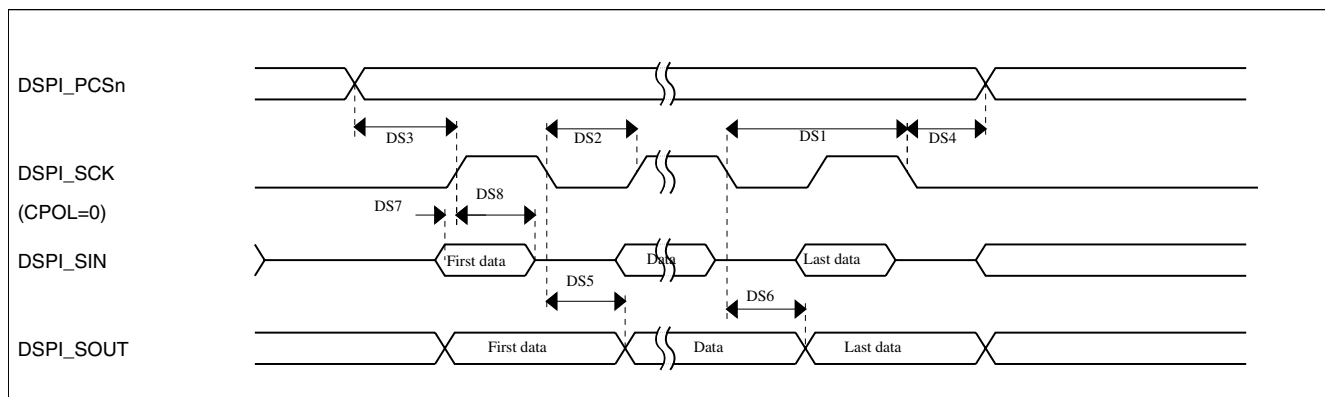 DSPI_PCSn
DS3
DS2
DS1
DS4
DSPI_SCK
(CPOL=0)
DS7
DS8
DSPI_SIN
First data
Data
Last data
DS5
DS6
DSPI_SOUT
First data
Data
Last data